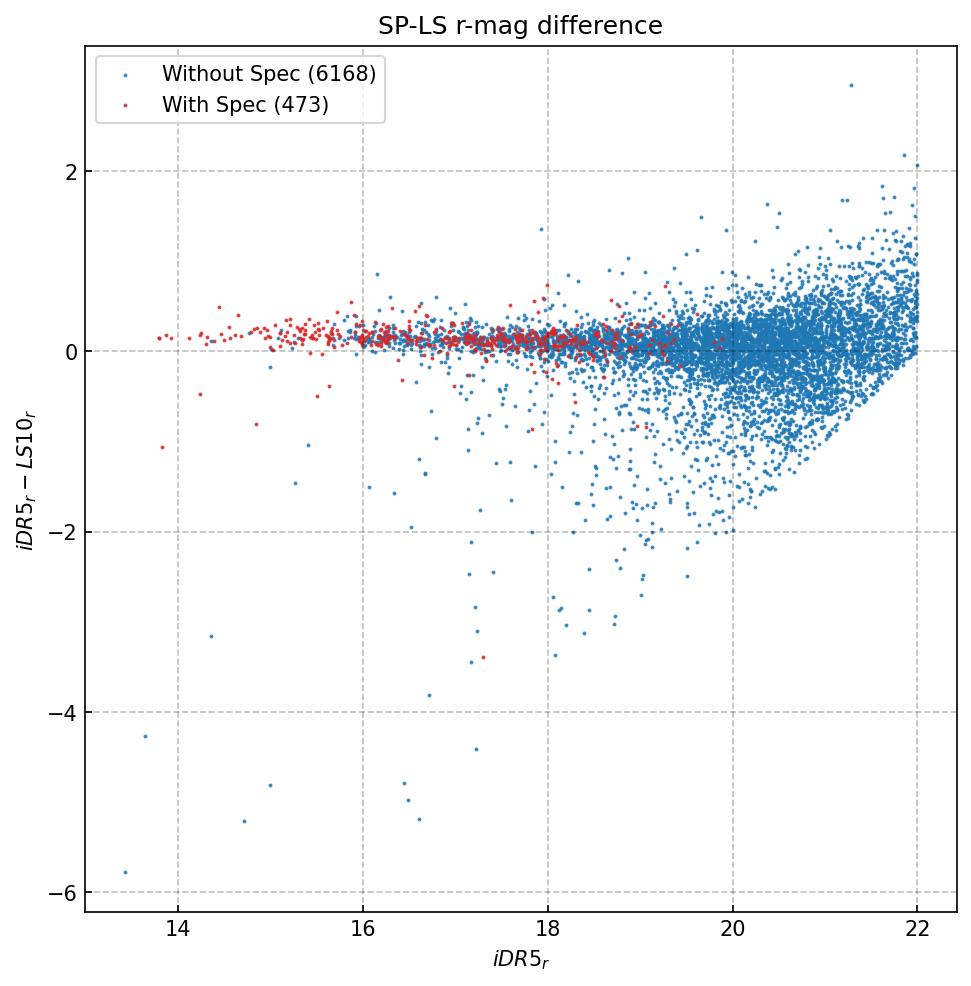 SP-LS r-mag difference
Without Spec (6168)
With Spec (473)
2
0
−2
−4
−6
iDR5r − LS10r
14 16 18 20 22
iDR5r